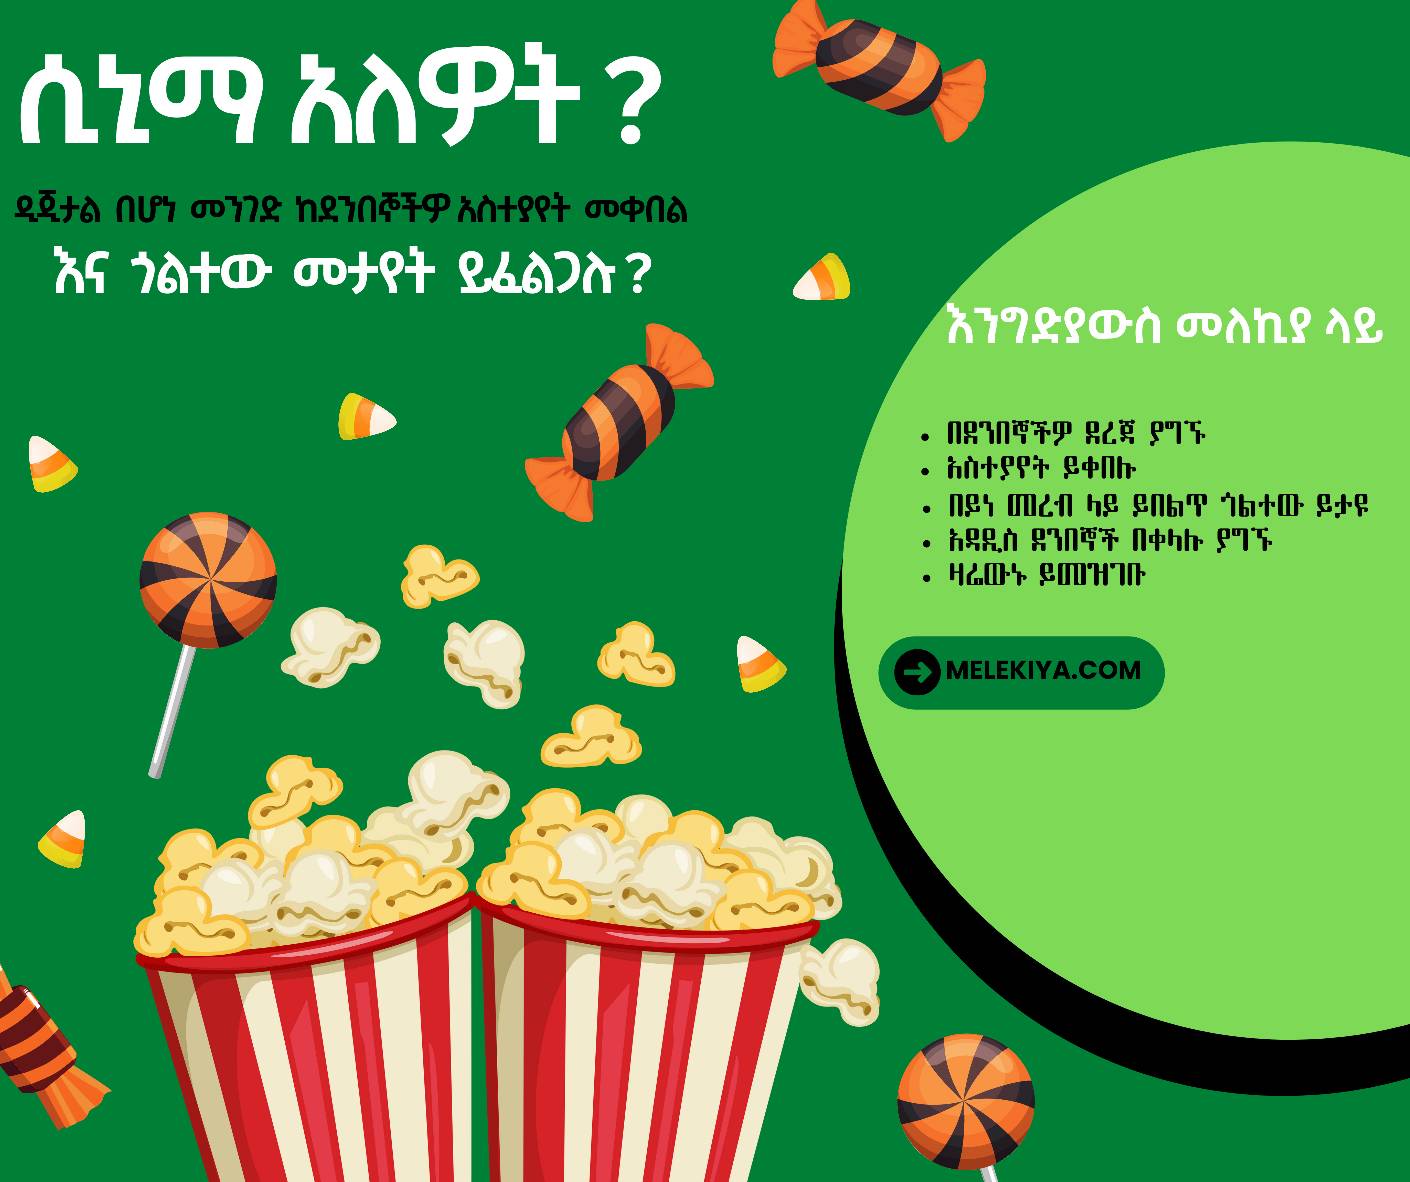 ሲኒማ አለዎት ?
ዲጂታል በሆነ መንገድ ከደንበኞችዎ አስተያየት መቀበል
እና ጎልተው መታየት ይፈልጋሉ ?
እንግድያውስ መለኪያ ላይ
• በደንበኞችዎ ደረጃ ያግኙ
• አስተያየት ይቀበሉ
• በይነ መረብ ላይ ይበልጥ ጎልተው ይታዩ
• አዳዲስ ደንበኞች በቀላሉ ያግኙ
• ዛሬውኑ ይመዝገቡ
MELEKIYA.COM